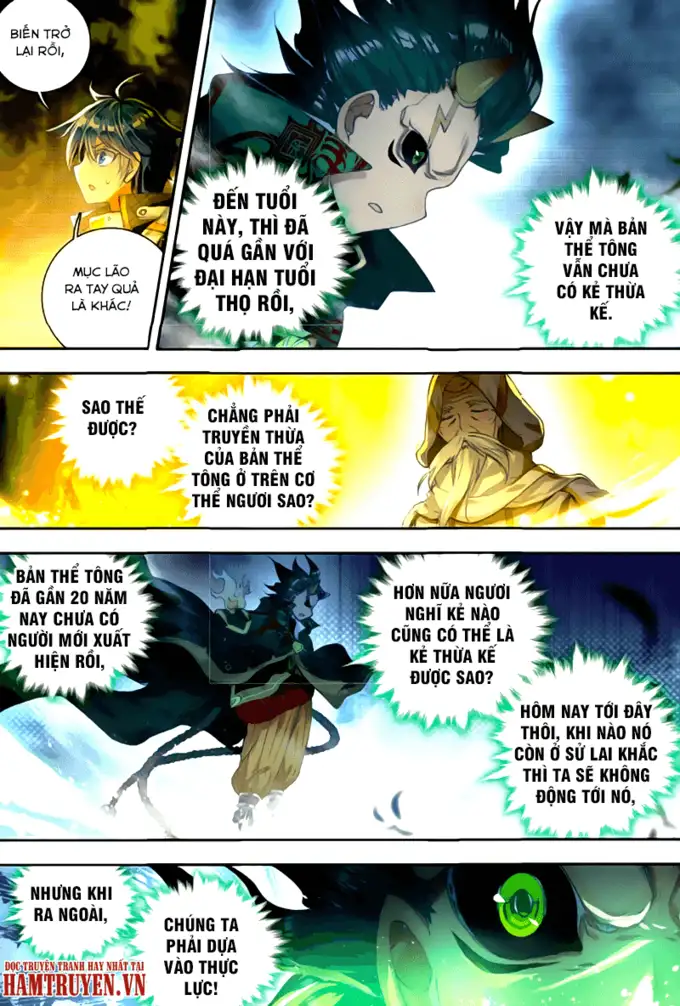 BIẾN TRỞ
LẠI RỒI,
MỤC LÃO
RA TAY QUẢ
LÀ KHÁC!
ĐẾN TUỔI
NÀY, THÌ ĐÃ
QUÁ GẦN VỚI
ĐẠI HẠN TUỔI
THỌ RỒI,
VẬY MÀ BẢN
THỂ TÔNG
VẪN CHƯA
CÓ KẺ THỪA
KẾ.
SAO THẾ
ĐƯỢC?
CHẲNG PHẢI
TRUYỀN THỪA
CỦA BẢN THỂ
TÔNG Ở TRÊN CƠ
THỂ NGƯƠI SAO?
BẢN THỂ TÔNG
ĐÃ GẦN 20 NĂM
NAY CHƯA CÓ
NGƯỜI MỚI XUẤT
HIỆN RỒI,
HƠN NỮA NGƯƠI
NGHĨ KẺ NÀO
CŨNG CÓ THỂ LÀ
KẺ THỪA KẾ
ĐƯỢC SAO?
HÔM NAY TỚI ĐÂY
THÔI, KHI NÀO NÓ
CÒN Ở SỬ LAI KHẮC
THÌ TA SẼ KHÔNG
ĐỘNG TỚI NÓ,
NHƯNG KHI
RA NGOÀI,
CHÚNG TA
PHẢI DỰA
VÀO THỰC
LỰC!
ĐỌC TRUYỆN TRANH HAY NHẤT TẠI
HAMTRUYEN.VN